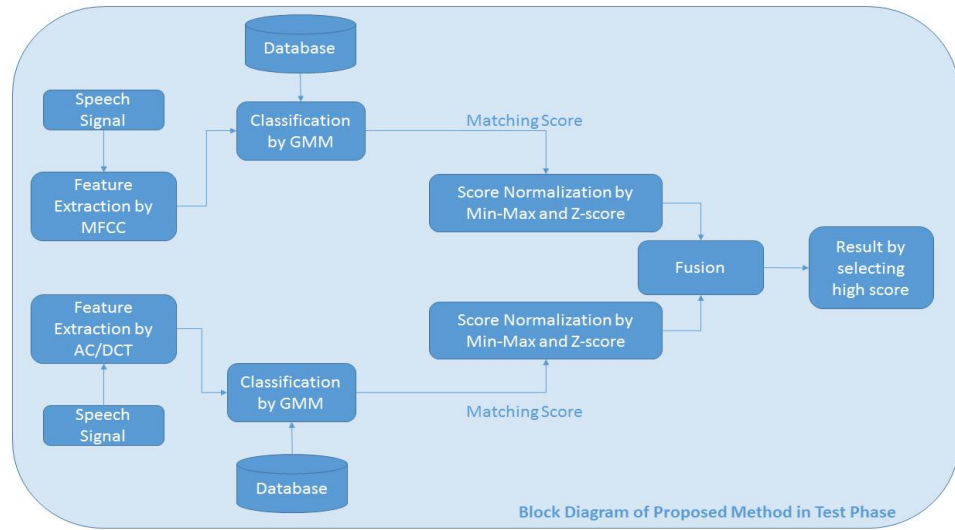 Database
Speech
Signal
Classification
by GMM
Matching Score
Feature
Extraction by
MFCC
Score Normalization by
Min-Max and Z-score
Fusion
Result by
selecting
high score
Feature
Extraction by
AC/DCT
Score Normalization by
Min-Max and Z-score
Classification
by GMM
Matching Score
Speech
Signal
Database
Block Diagram of Proposed Method in Test Phase